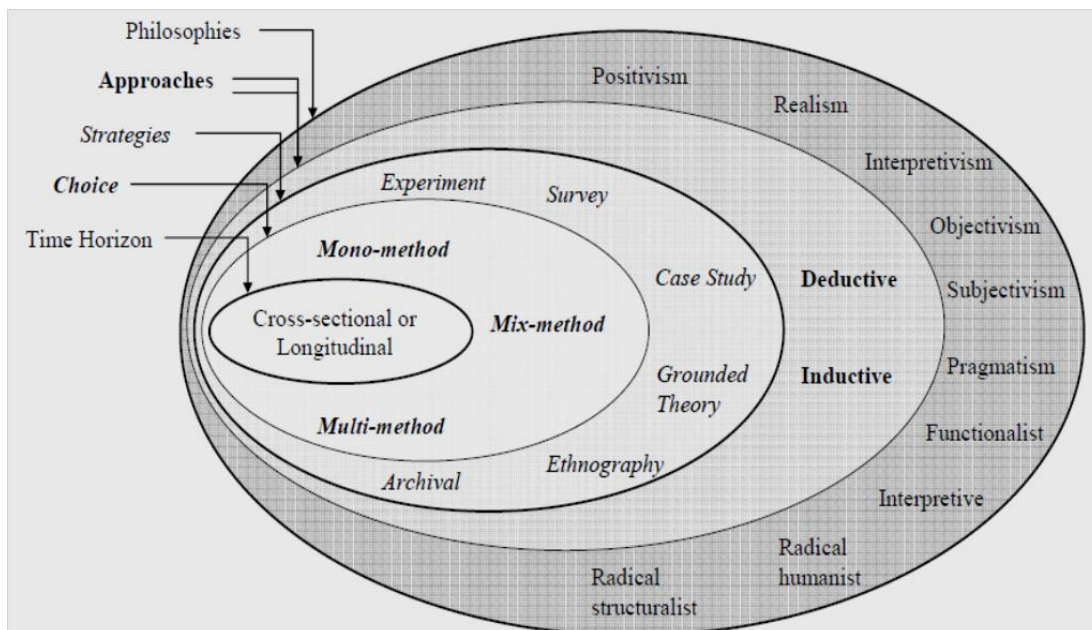 Philosophies
Approaches
Strategies
Choice
Time Horizon
Positivism
Realism
Interpretivism
Objectivism
Subjectivism
Pragmatism
Functionalist
Interpretive
Radical
humanist
Radical
structuralist
Deductive
Inductive
Experiment
Survey
Case Study
Grounded
Theory
Ethnography
Archival
Mono-method
Mix-method
Multi-method
Cross-sectional or
Longitudinal